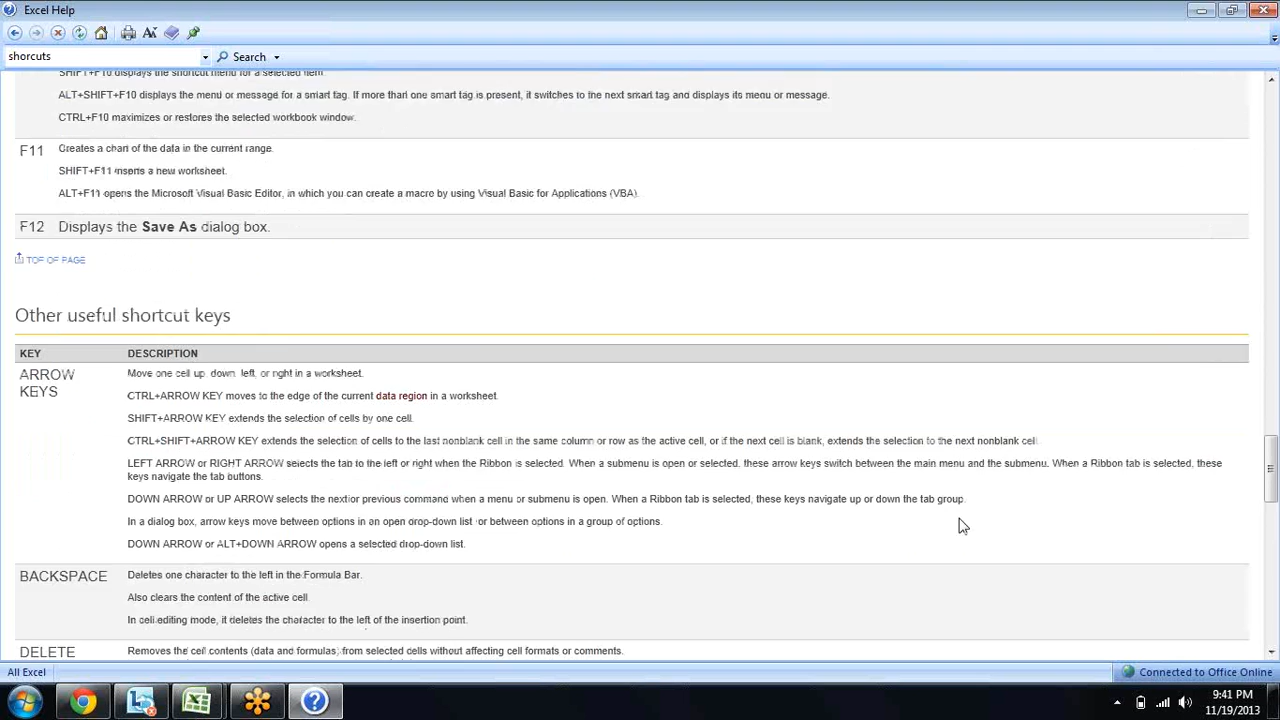 Excel Help
shorcuts
Search
SHIFT+F10 displays the shortcut menu for a selected item.
ALT+SHIFT+F10 displays the menu or message for a smart tag. If more than one smart tag is present, it switches to the next smart tag and displays its menu or message.
CTRL+F10 maximizes or restores the selected workbook window.
F11
Creates a chart of the data in the current range.
SHIFT+F11 inserts a new worksheet.
ALT+F11 opens the Microsoft Visual Basic Editor, in which you can create a macro by using Visual Basic for Applications (VBA).
F12 Displays the Save As dialog box.
TOP OF PAGE
Other useful shortcut keys
KEY DESCRIPTION
ARROW
KEYS
Move one cell up, down, left, or right in a worksheet.
CTRL+ARROW KEY moves to the edge of the current data region in a worksheet.
SHIFT+ARROW KEY extends the selection of cells by one cell.
CTRL+SHIFT+ARROW KEY extends the selection of cells to the last nonblank cell in the same column or row as the active cell, or if the next cell is blank, extends the selection to the next nonblank cell.
LEFT ARROW or RIGHT ARROW selects the tab to the left or right when the Ribbon is selected. When a submenu is open or selected, these arrow keys switch between the main menu and the submenu. When a Ribbon tab is selected, these
keys navigate the tab buttons.
DOWN ARROW or UP ARROW selects the next or previous command when a menu or submenu is open. When a Ribbon tab is selected, these keys navigate up or down the tab group.
In a dialog box, arrow keys move between options in an open drop-down list, or between options in a group of options.
DOWN ARROW or ALT+DOWN ARROW opens a selected drop-down list.
BACKSPACE
Deletes one character to the left in the Formula Bar.
Also clears the content of the active cell.
In cell editing mode, it deletes the character to the left of the insertion point.
DELETE
Removes the cell contents (data and formulas) from selected cells without affecting cell formats or comments.
All Excel
Connected to Office Online
9:41 PM
11/19/2013